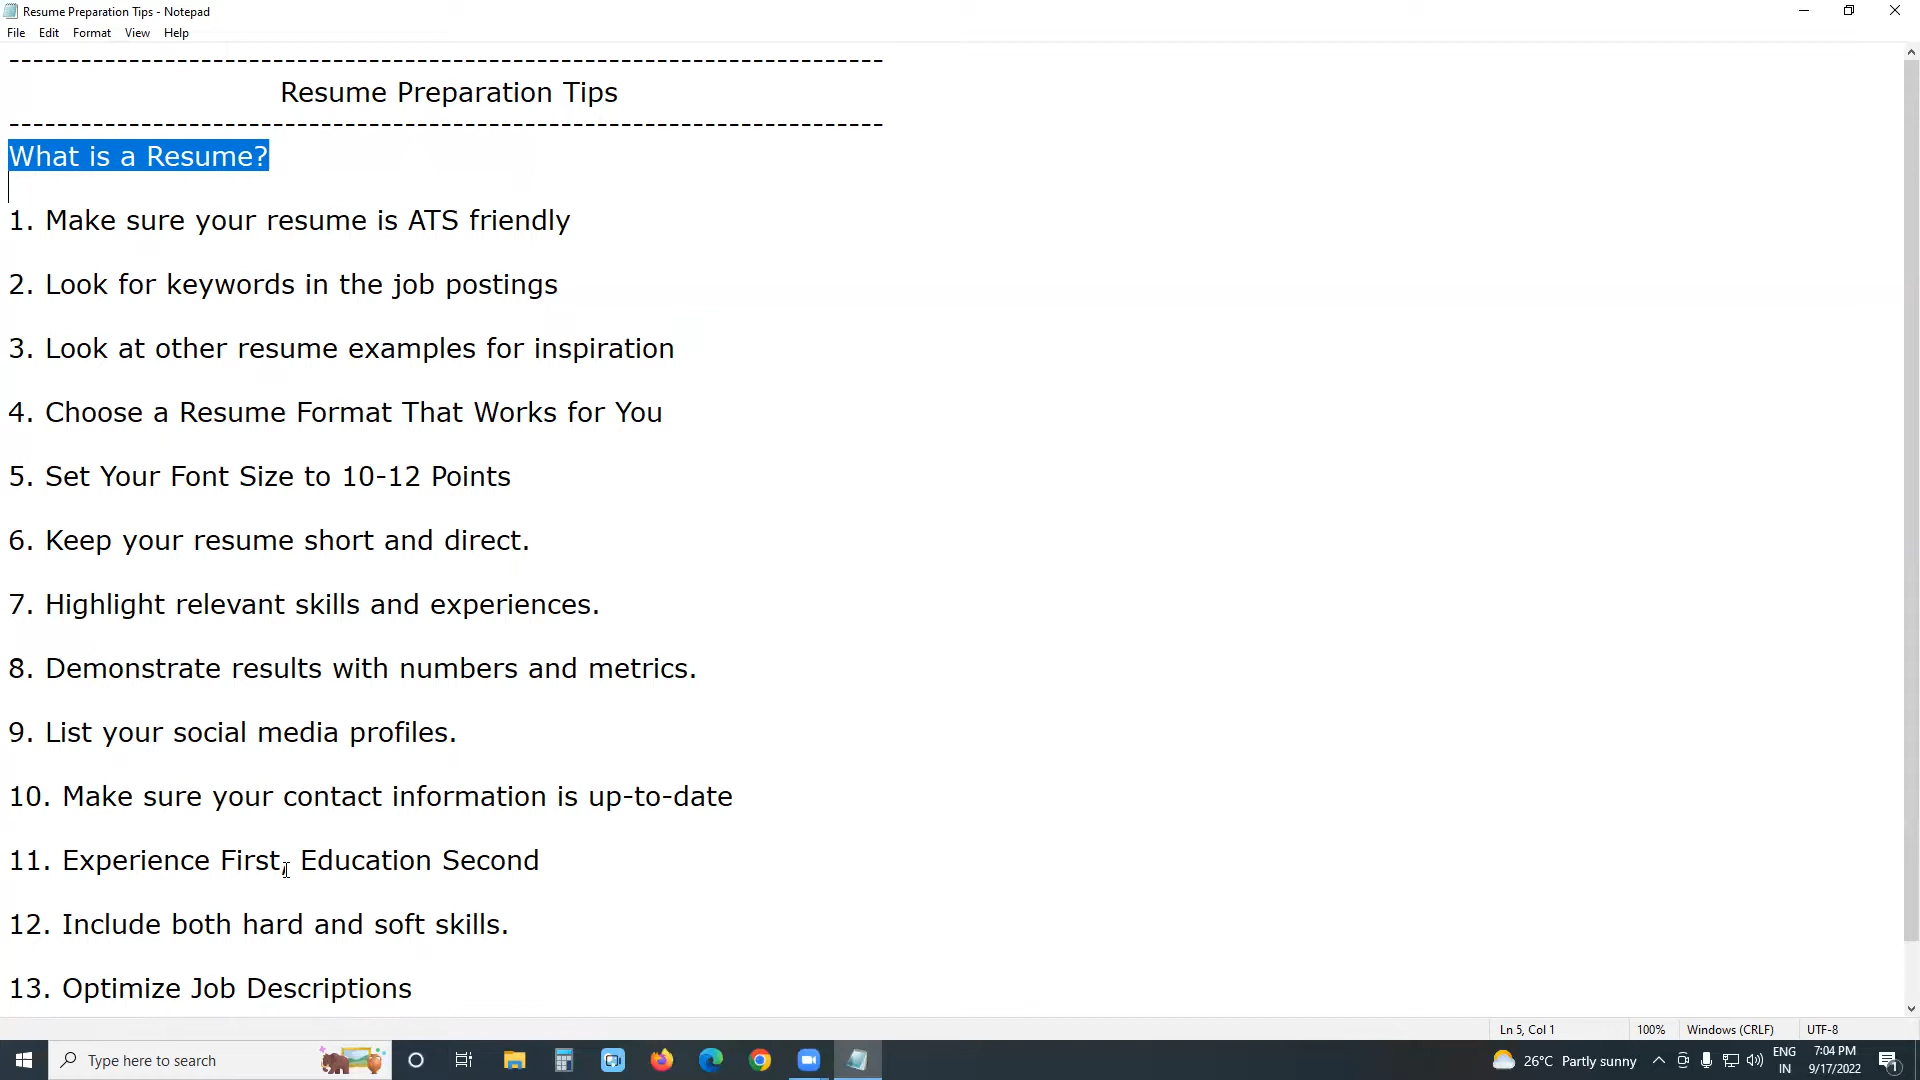 Resume Preparation Tips - Notepad
File Edit Format View Help
-------------------------------------------------------------------------
Resume Preparation Tips
-------------------------------------------------------------------------
What is a Resume?
1. Make sure your resume is ATS friendly
2. Look for keywords in the job postings
3. Look at other resume examples for inspiration
4. Choose a Resume Format That Works for You
5. Set Your Font Size to 10-12 Points
6. Keep your resume short and direct.
7. Highlight relevant skills and experiences.
8. Demonstrate results with numbers and metrics.
9. List your social media profiles.
10. Make sure your contact information is up-to-date
11. Experience First, Education Second
12. Include both hard and soft skills.
13. Optimize Job Descriptions
Ln 5, Col 1 100% Windows (CRLF) UTF-8
Type here to search
26°C Partly sunny
ENG
IN
7:04 PM
9/17/2022
1